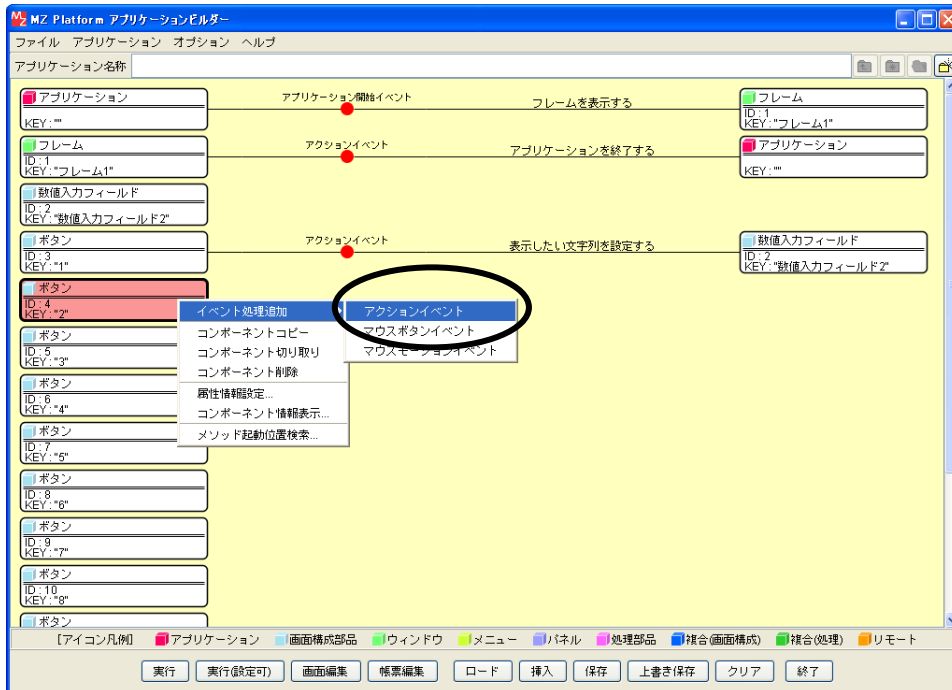 MZ Platform アプリケーションビルダー
ファイル アプリケーション オプション ヘルプ
アプリケーション名称
アプリケーション
KEY:""
アプリケーション開始イベント
フレームを表示する
フレーム
ID:1
KEY:"フレーム1"
フレーム
ID:1
KEY:"フレーム1"
アクションイベント
アプリケーションを終了する
アプリケーション
KEY:""
数値入力フィールド
ID:2
KEY:"数値入力フィールド2"
ボタン
ID:3
KEY:"1"
アクションイベント
表示したい文字列を設定する
数値入力フィールド
ID:2
KEY:"数値入力フィールド2"
ボタン
ID:4
KEY:"2"
イベント処理追加
コンポーネントコピー
コンポーネント切り取り
コンポーネント削除
属性情報設定...
コンポーネント情報表示...
メソッド起動位置検索...
アクションイベント
マウスボタンイベント
マウスモーションイベント
ボタン
ID:5
KEY:"3"
ボタン
ID:6
KEY:"4"
ボタン
ID:7
KEY:"5"
ボタン
ID:8
KEY:"6"
ボタン
ID:9
KEY:"7"
ボタン
ID:10
KEY:"8"
ボタン
[アイコン凡例] アプリケーション 画面構成部品 ウィンドウ メニュー パネル 処理部品 複合(画面構成) 複合(処理) リモート
実行 実行(設定可) 画面編集 帳票編集 ロード 挿入 保存 上書き保存 クリア 終了